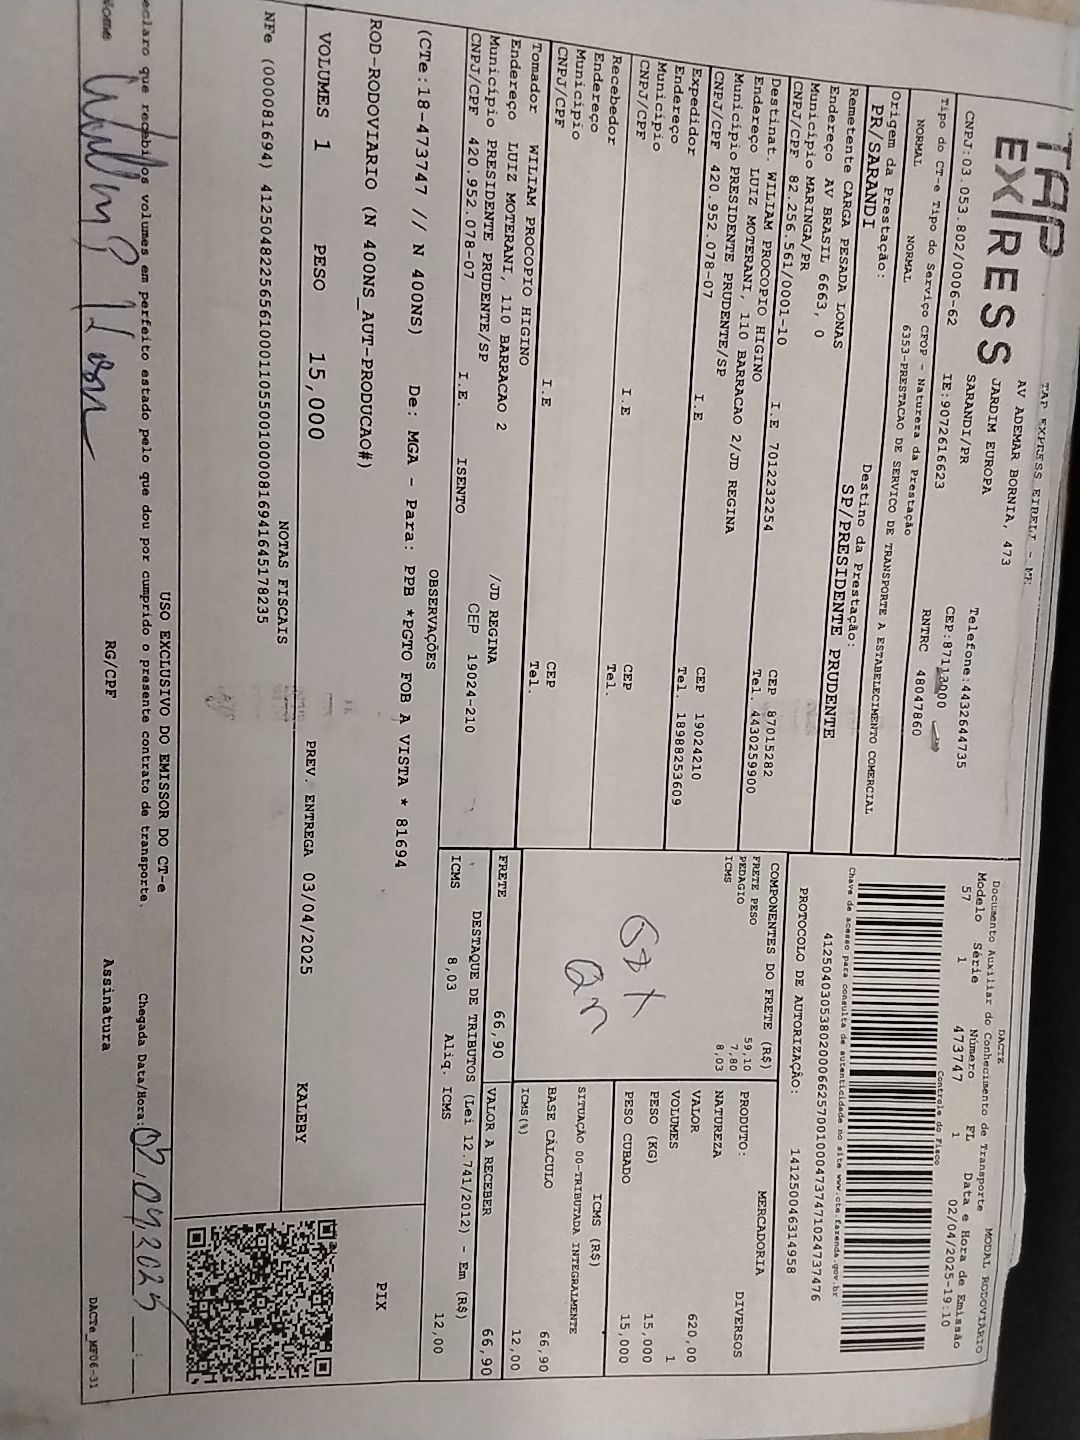 TAP
EX/RESS
TAP EXPRESS EIRELI - ME
AV ADEMAR BORNIA, 473
JARDIM EUROPA
SARANDI/PR
Telefone:4432644735
CNPJ:03.053.802/0006-62 IE:9072616623 CEP:87113000
RNTRC 48047860
Tipo do CT-e Tipo do Serviço CFOP - Natureza da Prestação
NORMAL NORMAL 6353-PRESTACAO DE SERVICO DE TRANSPORTE A ESTABELECIMENTO COMERCIAL
Origem da Prestação: Destino da Prestação:
PR/SARANDI SP/PRESIDENTE PRUDENTE
Remetente CARGA PESADA LONAS
Endereço AV BRASIL 6663, 0
Município MARINGA/PR CEP 87015282
CNPJ/CPF 82.256.561/0001-10 I.E 7012232254 Tel. 4430259900
Destinat. WILIAM PROCOPIO HIGINO
Endereço LUIZ MOTERANI, 110 BARRACAO 2/JD REGINA
Município PRESIDENTE PRUDENTE/SP CEP 19024210
CNPJ/CPF 420.952.078-07 I.E Tel. 18988253609
Expedidor
Endereço
Município CEP
CNPJ/CPF I.E Tel.
Recebedor
Endereço
Município CEP
CNPJ/CPF I.E Tel.
Tomador WILIAM PROCOPIO HIGINO
Endereço LUIZ MOTERANI, 110 BARRACAO 2 /JD REGINA
Município PRESIDENTE PRUDENTE/SP CEP 19024-210
CNPJ/CPF 420.952.078-07 I.E. ISENTO
DACTE
Documento Auxiliar do Conhecimento de Transporte
MODAL RODOVIÁRIO
Modelo Série Número FL Data e Hora de Emissão
57 1 473747 1 02/04/2025-19:10
Controle do Fisco
Chave de acesso para consulta de autenticidade no site www.cte.fazenda.gov.br
41250403053802000662570010004737471024737476
PROTOCOLO DE AUTORIZAÇÃO: 141250046314958
COMPONENTES DO FRETE (R$)
FRETE PESO 59,10
PEDAGIO 7,80
ICMS 8,03
MERCADORIA
PRODUTO: DIVERSOS
NATUREZA
VALOR 620,00
VOLUMES 1
PESO (KG) 15,000
PESO CUBADO 15,000
ICMS (R$)
SITUAÇÃO 00-TRIBUTADA INTEGRALMENTE
BASE CÁLCULO 66,90
ICMS(%) 12,00
FRETE 66,90 VALOR A RECEBER 66,90
DESTAQUE DE TRIBUTOS (Lei 12.741/2012) - Em (R$)
ICMS 8,03 Alíq. ICMS 12,00
OBSERVAÇÕES
(CTe:18-473747 // N 400NS) De: MGA - Para: PPB *PGTO FOB A VISTA * 81694
ROD-RODOVIARIO (N 400NS_AUT-PRODUCAO#)
PIX
VOLUMES 1 PESO 15,000 PREV. ENTREGA 03/04/2025 KALEBY
NOTAS FISCAIS
NFe (000081694) 41250482256561000110550010000816941645178235
USO EXCLUSIVO DO EMISSOR DO CT-e
eclaro que recebi os volumes em perfeito estado pelo que dou por cumprido o presente contrato de transporte. Chegada Data/Hora:
Nome RG/CPF Assinatura
DACTe_MF06-31